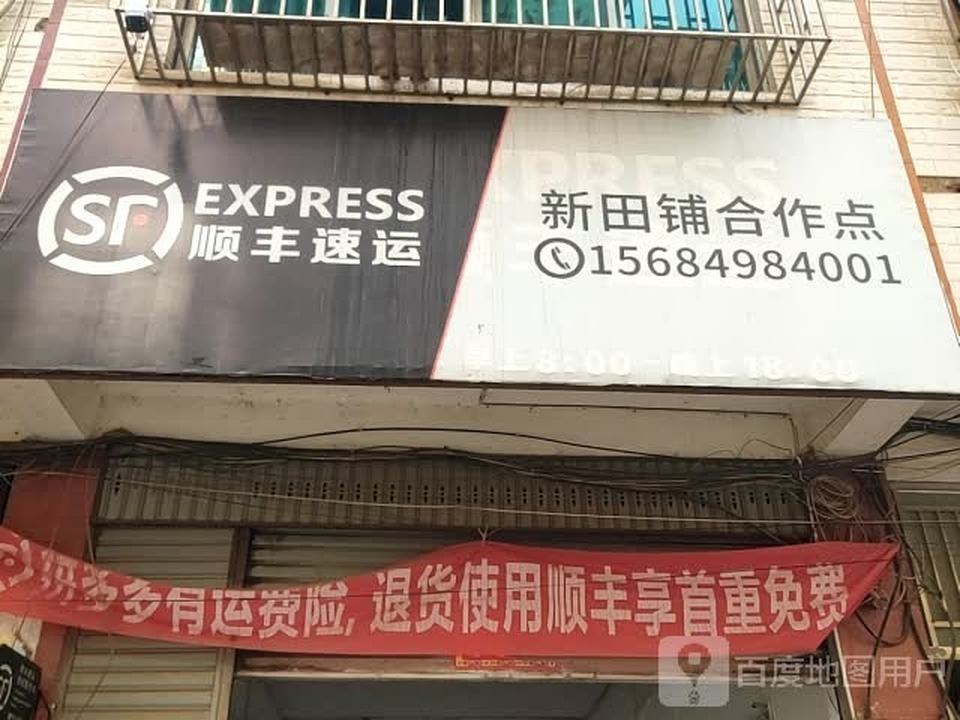 SF EXPRESS
顺丰速运
新田铺合作点
15684984001
早上8:00-晚上18:00
拼多多有运费险,退货使用顺丰享首重免费
百度地图用户